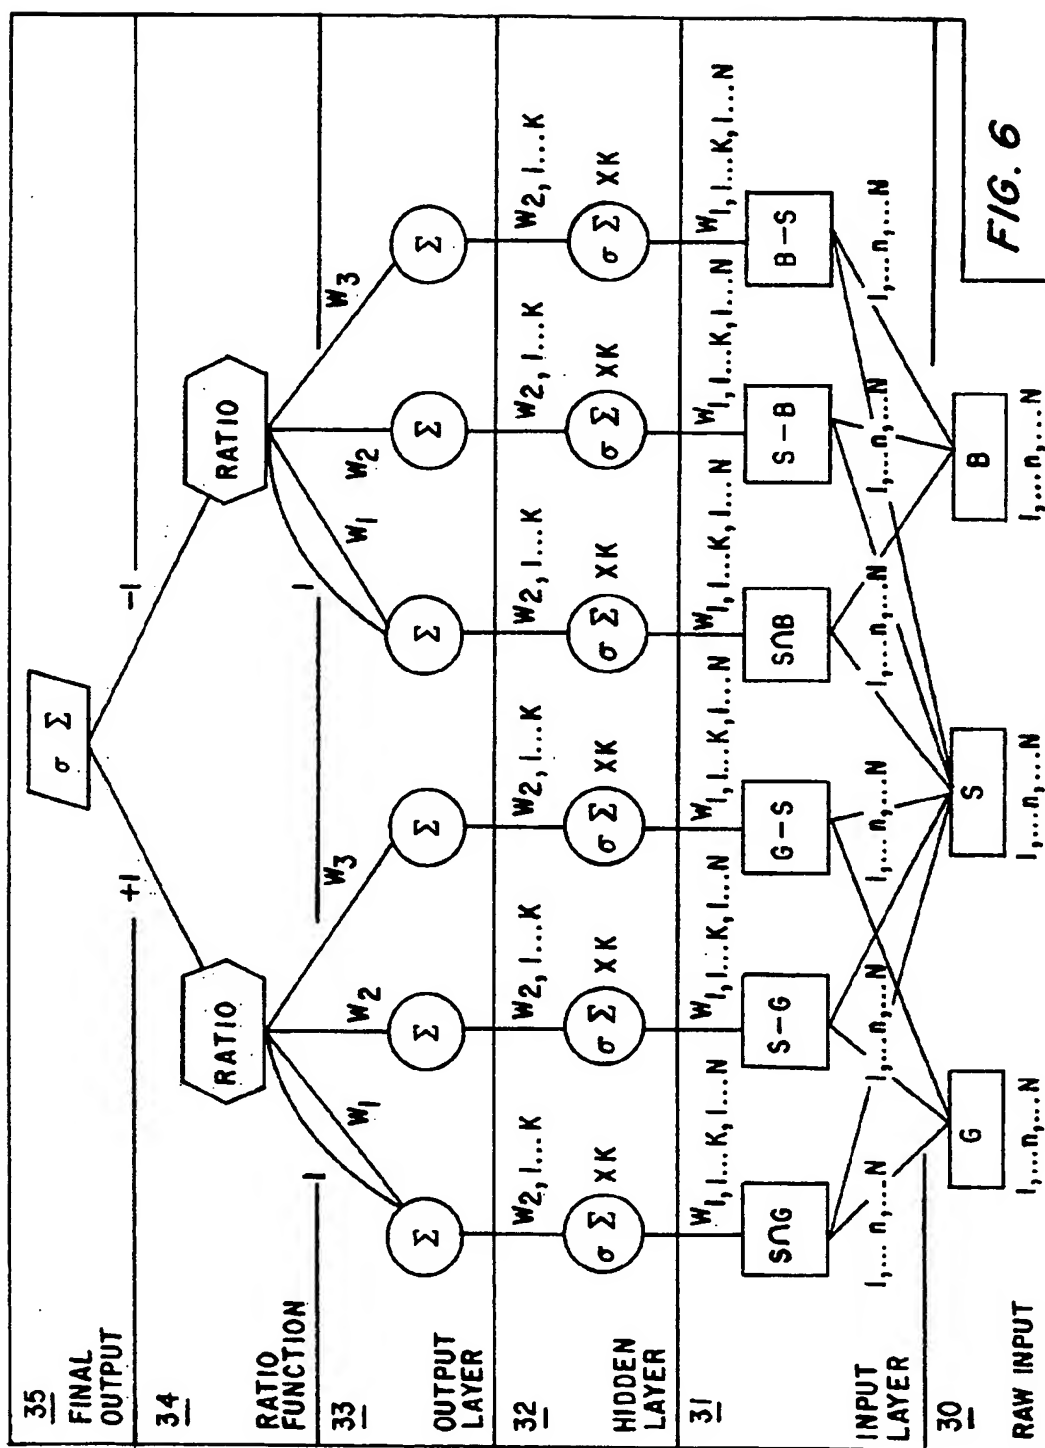 35
FINAL
OUTPUT
σ Σ
+1
-1
34
RATIO
FUNCTION
RATIO
RATIO
33
OUTPUT
LAYER
1
W1
W2
W3
1
W1
W2
W3
Σ
Σ
Σ
Σ
Σ
Σ
32
HIDDEN
LAYER
W2, 1...K
W2, 1...K
W2, 1...K
W2, 1...K
W2, 1...K
W2, 1...K
σ Σ XK
σ Σ XK
σ Σ XK
σ Σ XK
σ Σ XK
σ Σ XK
31
INPUT
LAYER
W1, 1...K, 1...N
W1, 1...K, 1...N
W1, 1...K, 1...N
W1, 1...K, 1...N
W1, 1...K, 1...N
W1, 1...K, 1...N
S∩G
S-G
G-S
S∩B
S-B
B-S
1,...n,...N
1,...n,...N
1,...n,...N
1,...n,...N
1,...n,...N
1,...n,...N
30
RAW INPUT
G
S
B
1,...n,...N
1,...n,...N
1,...n,...N
FIG. 6